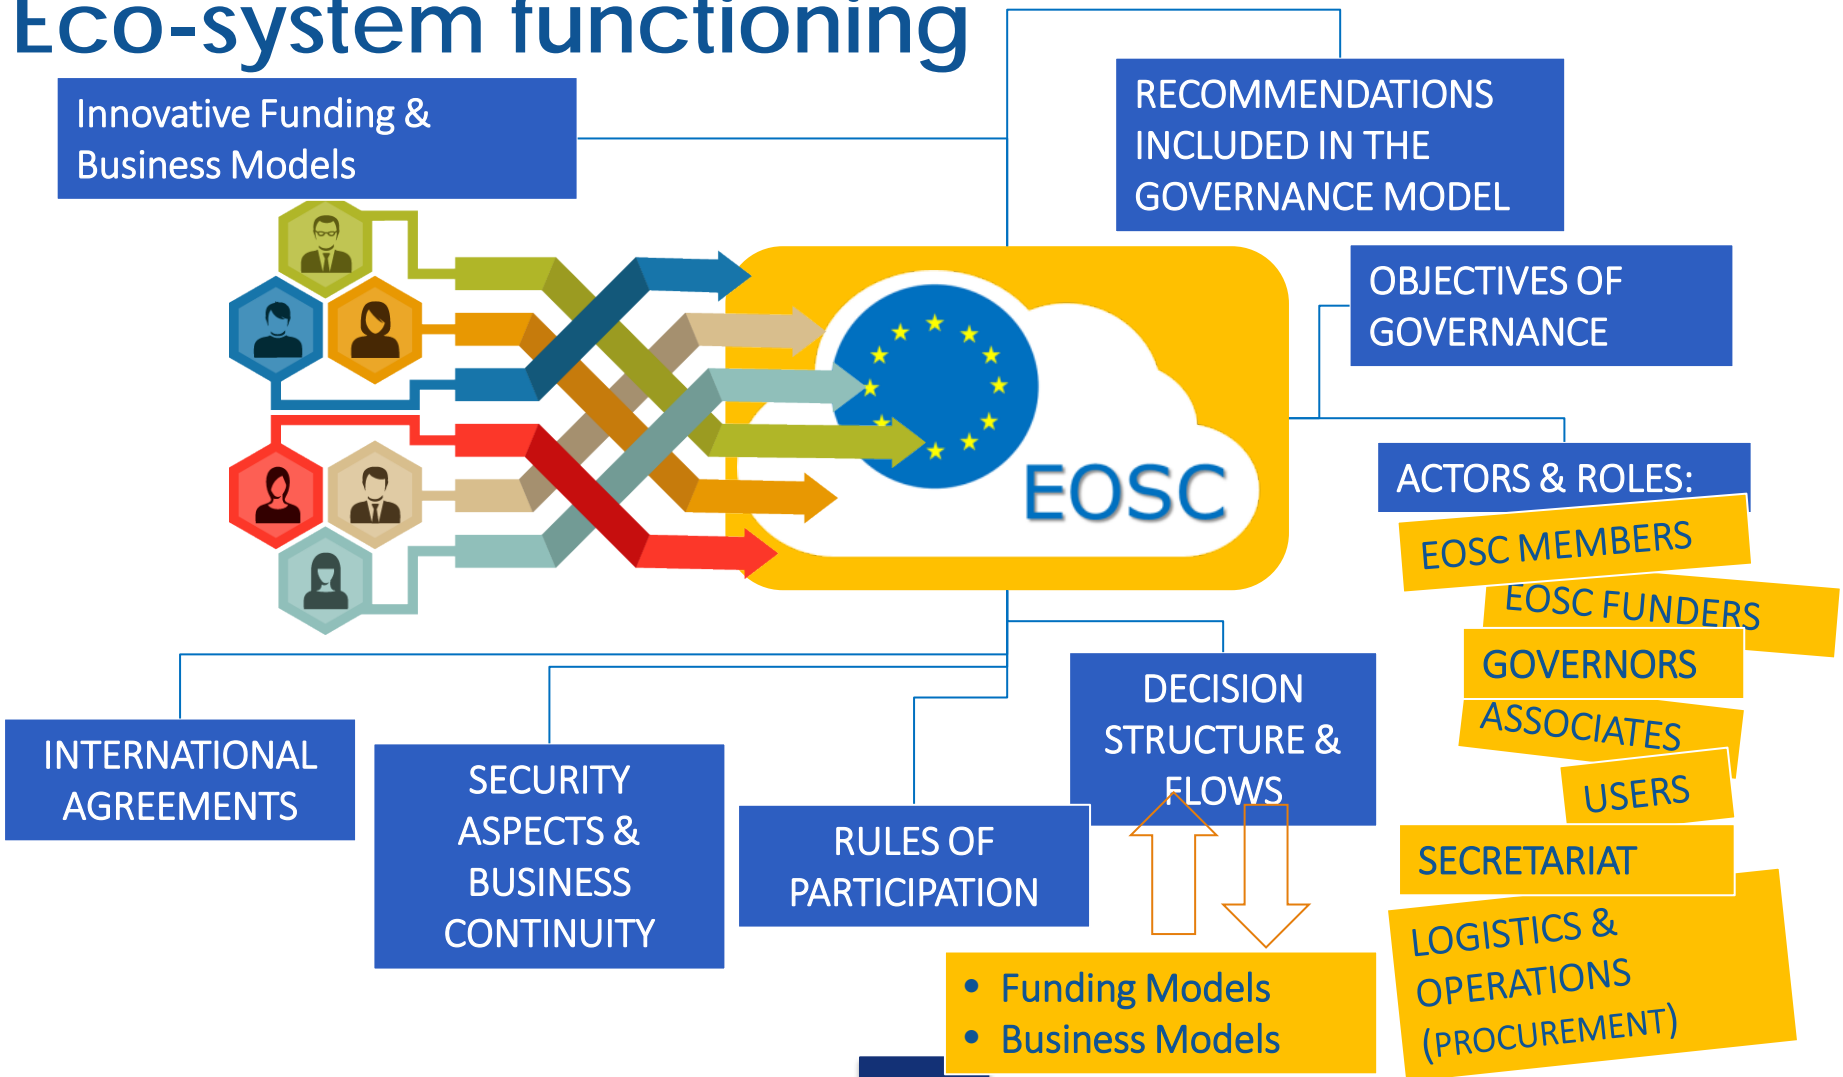 Eco-system functioning
Innovative Funding &
Business Models
RECOMMENDATIONS
INCLUDED IN THE
GOVERNANCE MODEL
OBJECTIVES OF
GOVERNANCE
EOSC
ACTORS & ROLES:
EOSC MEMBERS
EOSC FUNDERS
GOVERNORS
ASSOCIATES
USERS
SECRETARIAT
LOGISTICS &
OPERATIONS
(PROCUREMENT)
INTERNATIONAL
AGREEMENTS
SECURITY
ASPECTS &
BUSINESS
CONTINUITY
RULES OF
PARTICIPATION
DECISION
STRUCTURE &
FLOWS
• Funding Models
• Business Models